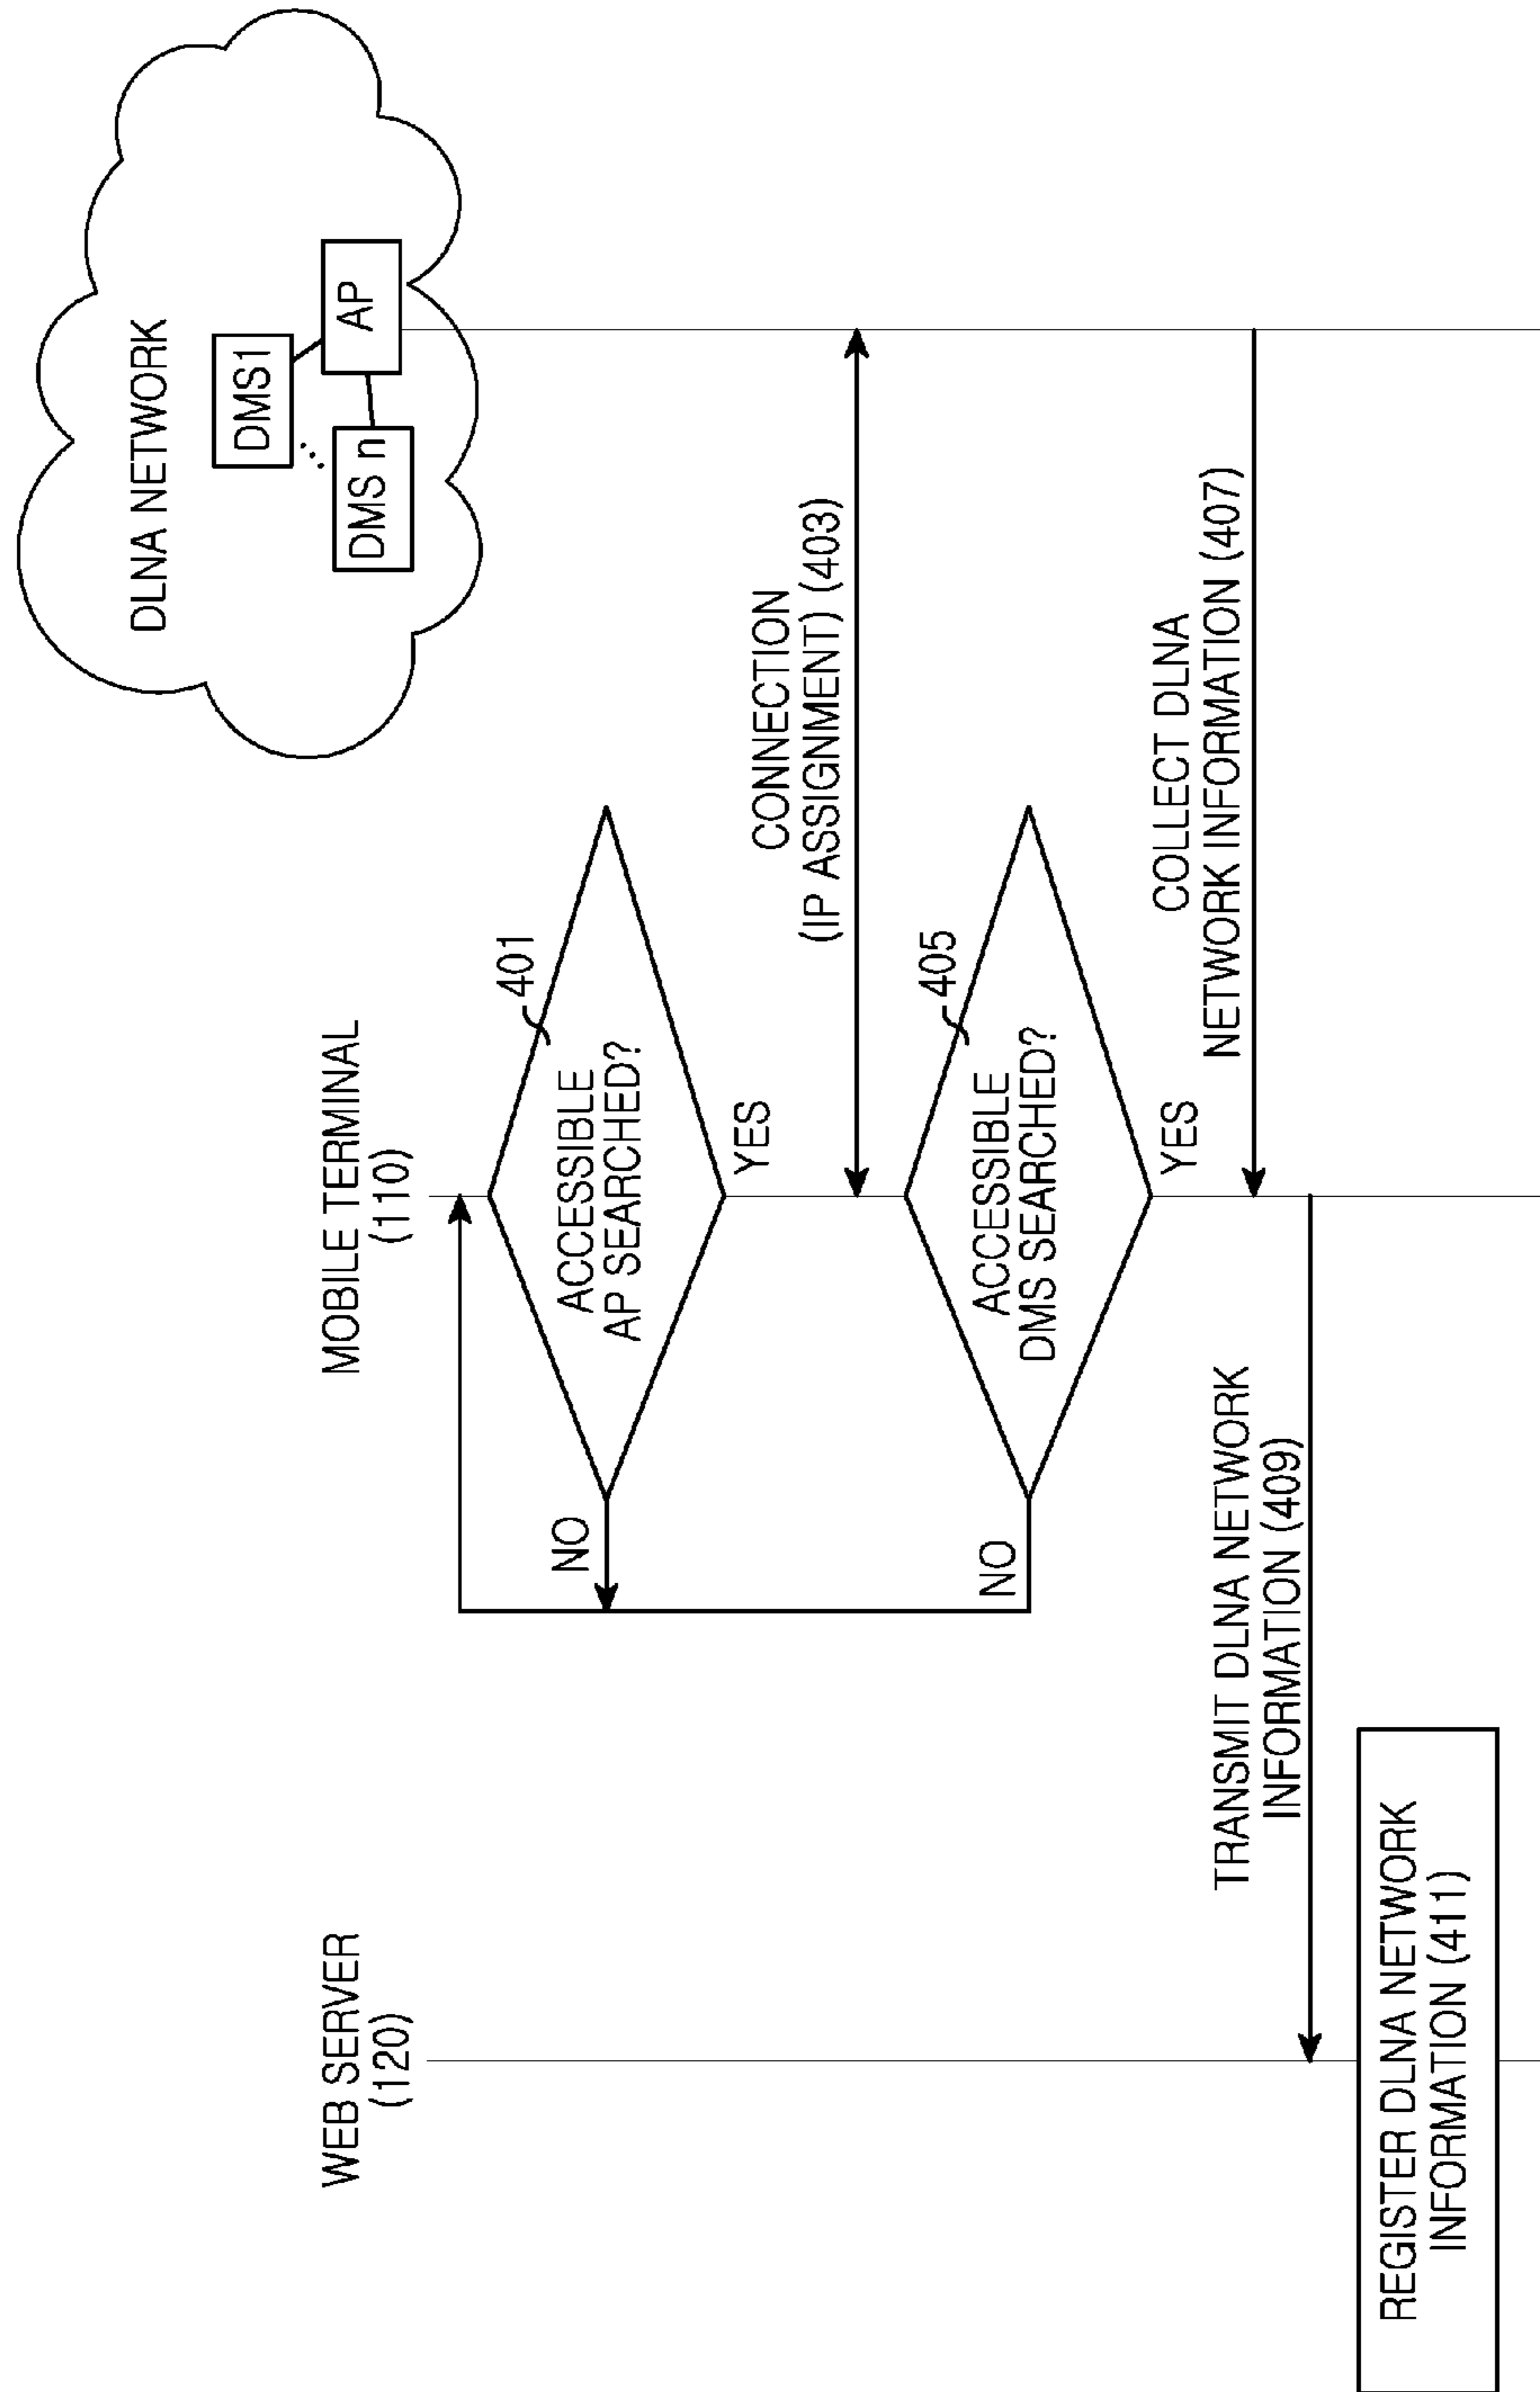 WEB SERVER
(120)
MOBILE TERMINAL
(110)
DLNA NETWORK
DMS1
DMS n
AP
401
ACCESSIBLE
AP SEARCHED?
NO
YES
CONNECTION
(IP ASSIGNMENT) (403)
405
ACCESSIBLE
DMS SEARCHED?
NO
YES
COLLECT DLNA
NETWORK INFORMATION (407)
TRANSMIT DLNA NETWORK
INFORMATION (409)
REGISTER DLNA NETWORK
INFORMATION (411)